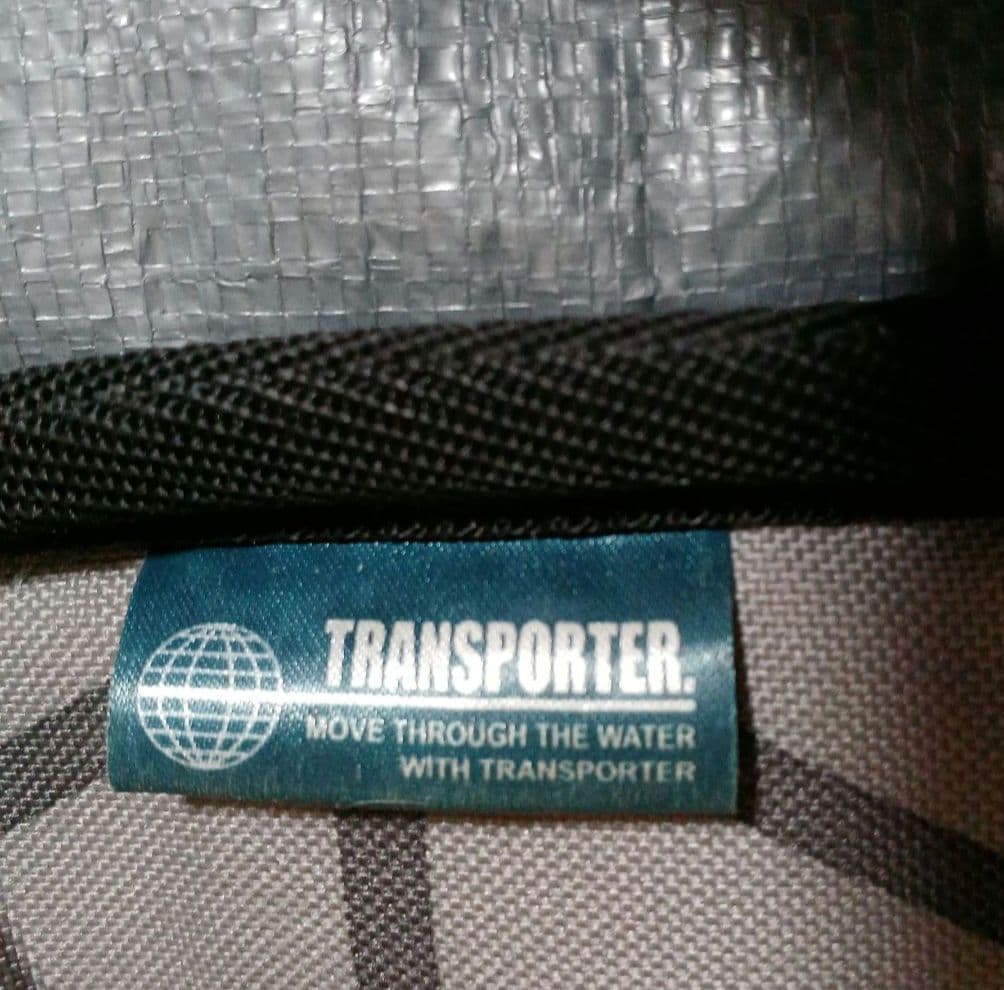 TRANSPORTER.
MOVE THROUGH THE WATER
WITH TRANSPORTER